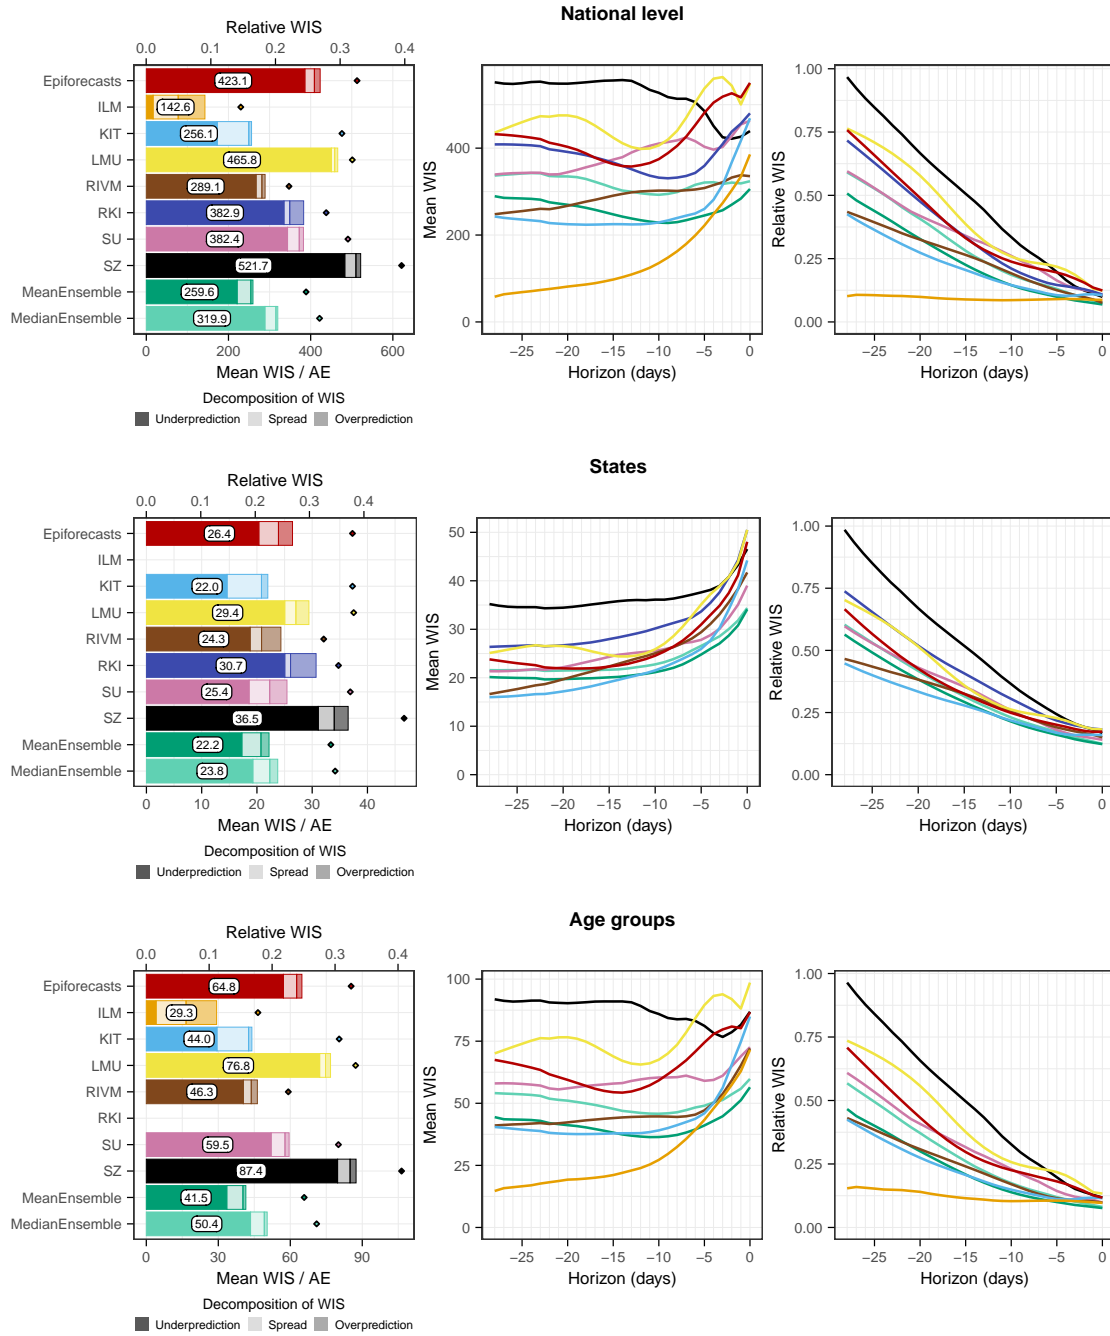 National level
Relative WIS
0.0 0.1 0.2 0.3 0.4
Epiforecasts 423.1
ILM 142.6
KIT 256.1
LMU 465.8
RIVM 289.1
RKI 382.9
SU 382.4
SZ 521.7
MeanEnsemble 259.6
MedianEnsemble 319.9
0 200 400 600
Mean WIS / AE
Decomposition of WIS
Underprediction Spread Overprediction
Mean WIS
400
200
0
−25 −20 −15 −10 −5 0
Horizon (days)
Relative WIS
1.00
0.75
0.50
0.25
0.00
−25 −20 −15 −10 −5 0
Horizon (days)
States
Relative WIS
0.0 0.1 0.2 0.3 0.4
Epiforecasts 26.4
ILM
KIT 22.0
LMU 29.4
RIVM 24.3
RKI 30.7
SU 25.4
SZ 36.5
MeanEnsemble 22.2
MedianEnsemble 23.8
0 10 20 30 40
Mean WIS / AE
Decomposition of WIS
Underprediction Spread Overprediction
Mean WIS
50
40
30
20
10
0
−25 −20 −15 −10 −5 0
Horizon (days)
Relative WIS
1.00
0.75
0.50
0.25
0.00
−25 −20 −15 −10 −5 0
Horizon (days)
Age groups
Relative WIS
0.0 0.1 0.2 0.3 0.4
Epiforecasts 64.8
ILM 29.3
KIT 44.0
LMU 76.8
RIVM 46.3
RKI
SU 59.5
SZ 87.4
MeanEnsemble 41.5
MedianEnsemble 50.4
0 30 60 90
Mean WIS / AE
Decomposition of WIS
Underprediction Spread Overprediction
Mean WIS
100
75
50
25
0
−25 −20 −15 −10 −5 0
Horizon (days)
Relative WIS
1.00
0.75
0.50
0.25
0.00
−25 −20 −15 −10 −5 0
Horizon (days)